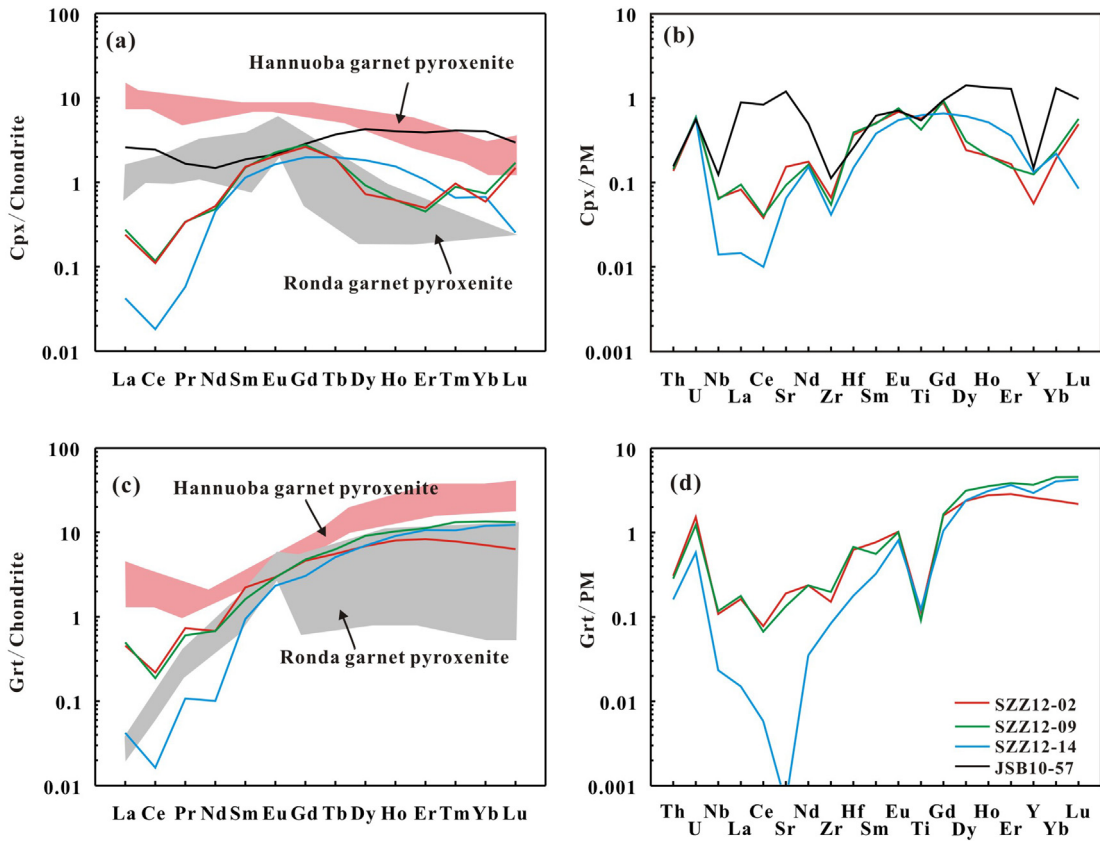 (a)
Hannuoba garnet pyroxenite
Ronda garnet pyroxenite
Cpx/Chondrite
100
10
1
0.1
0.01
La Ce Pr Nd Sm Eu Gd Tb Dy Ho Er Tm Yb Lu
(b)
Cpx/PM
10
1
0.1
0.01
0.001
Th Nb Ce Nd Hf Eu Gd Ho Y Lu
U La Sr Zr Sm Ti Dy Er Yb
(c)
Hannuoba garnet pyroxenite
Ronda garnet pyroxenite
Grt/Chondrite
100
10
1
0.1
0.01
La Ce Pr Nd Sm Eu Gd Tb Dy Ho Er Tm Yb Lu
(d)
Grt/PM
10
1
0.1
0.01
0.001
Th Nb Ce Nd Hf Eu Gd Ho Y Lu
U La Sr Zr Sm Ti Dy Er Yb
SZZ12-02
SZZ12-09
SZZ12-14
JSB10-57